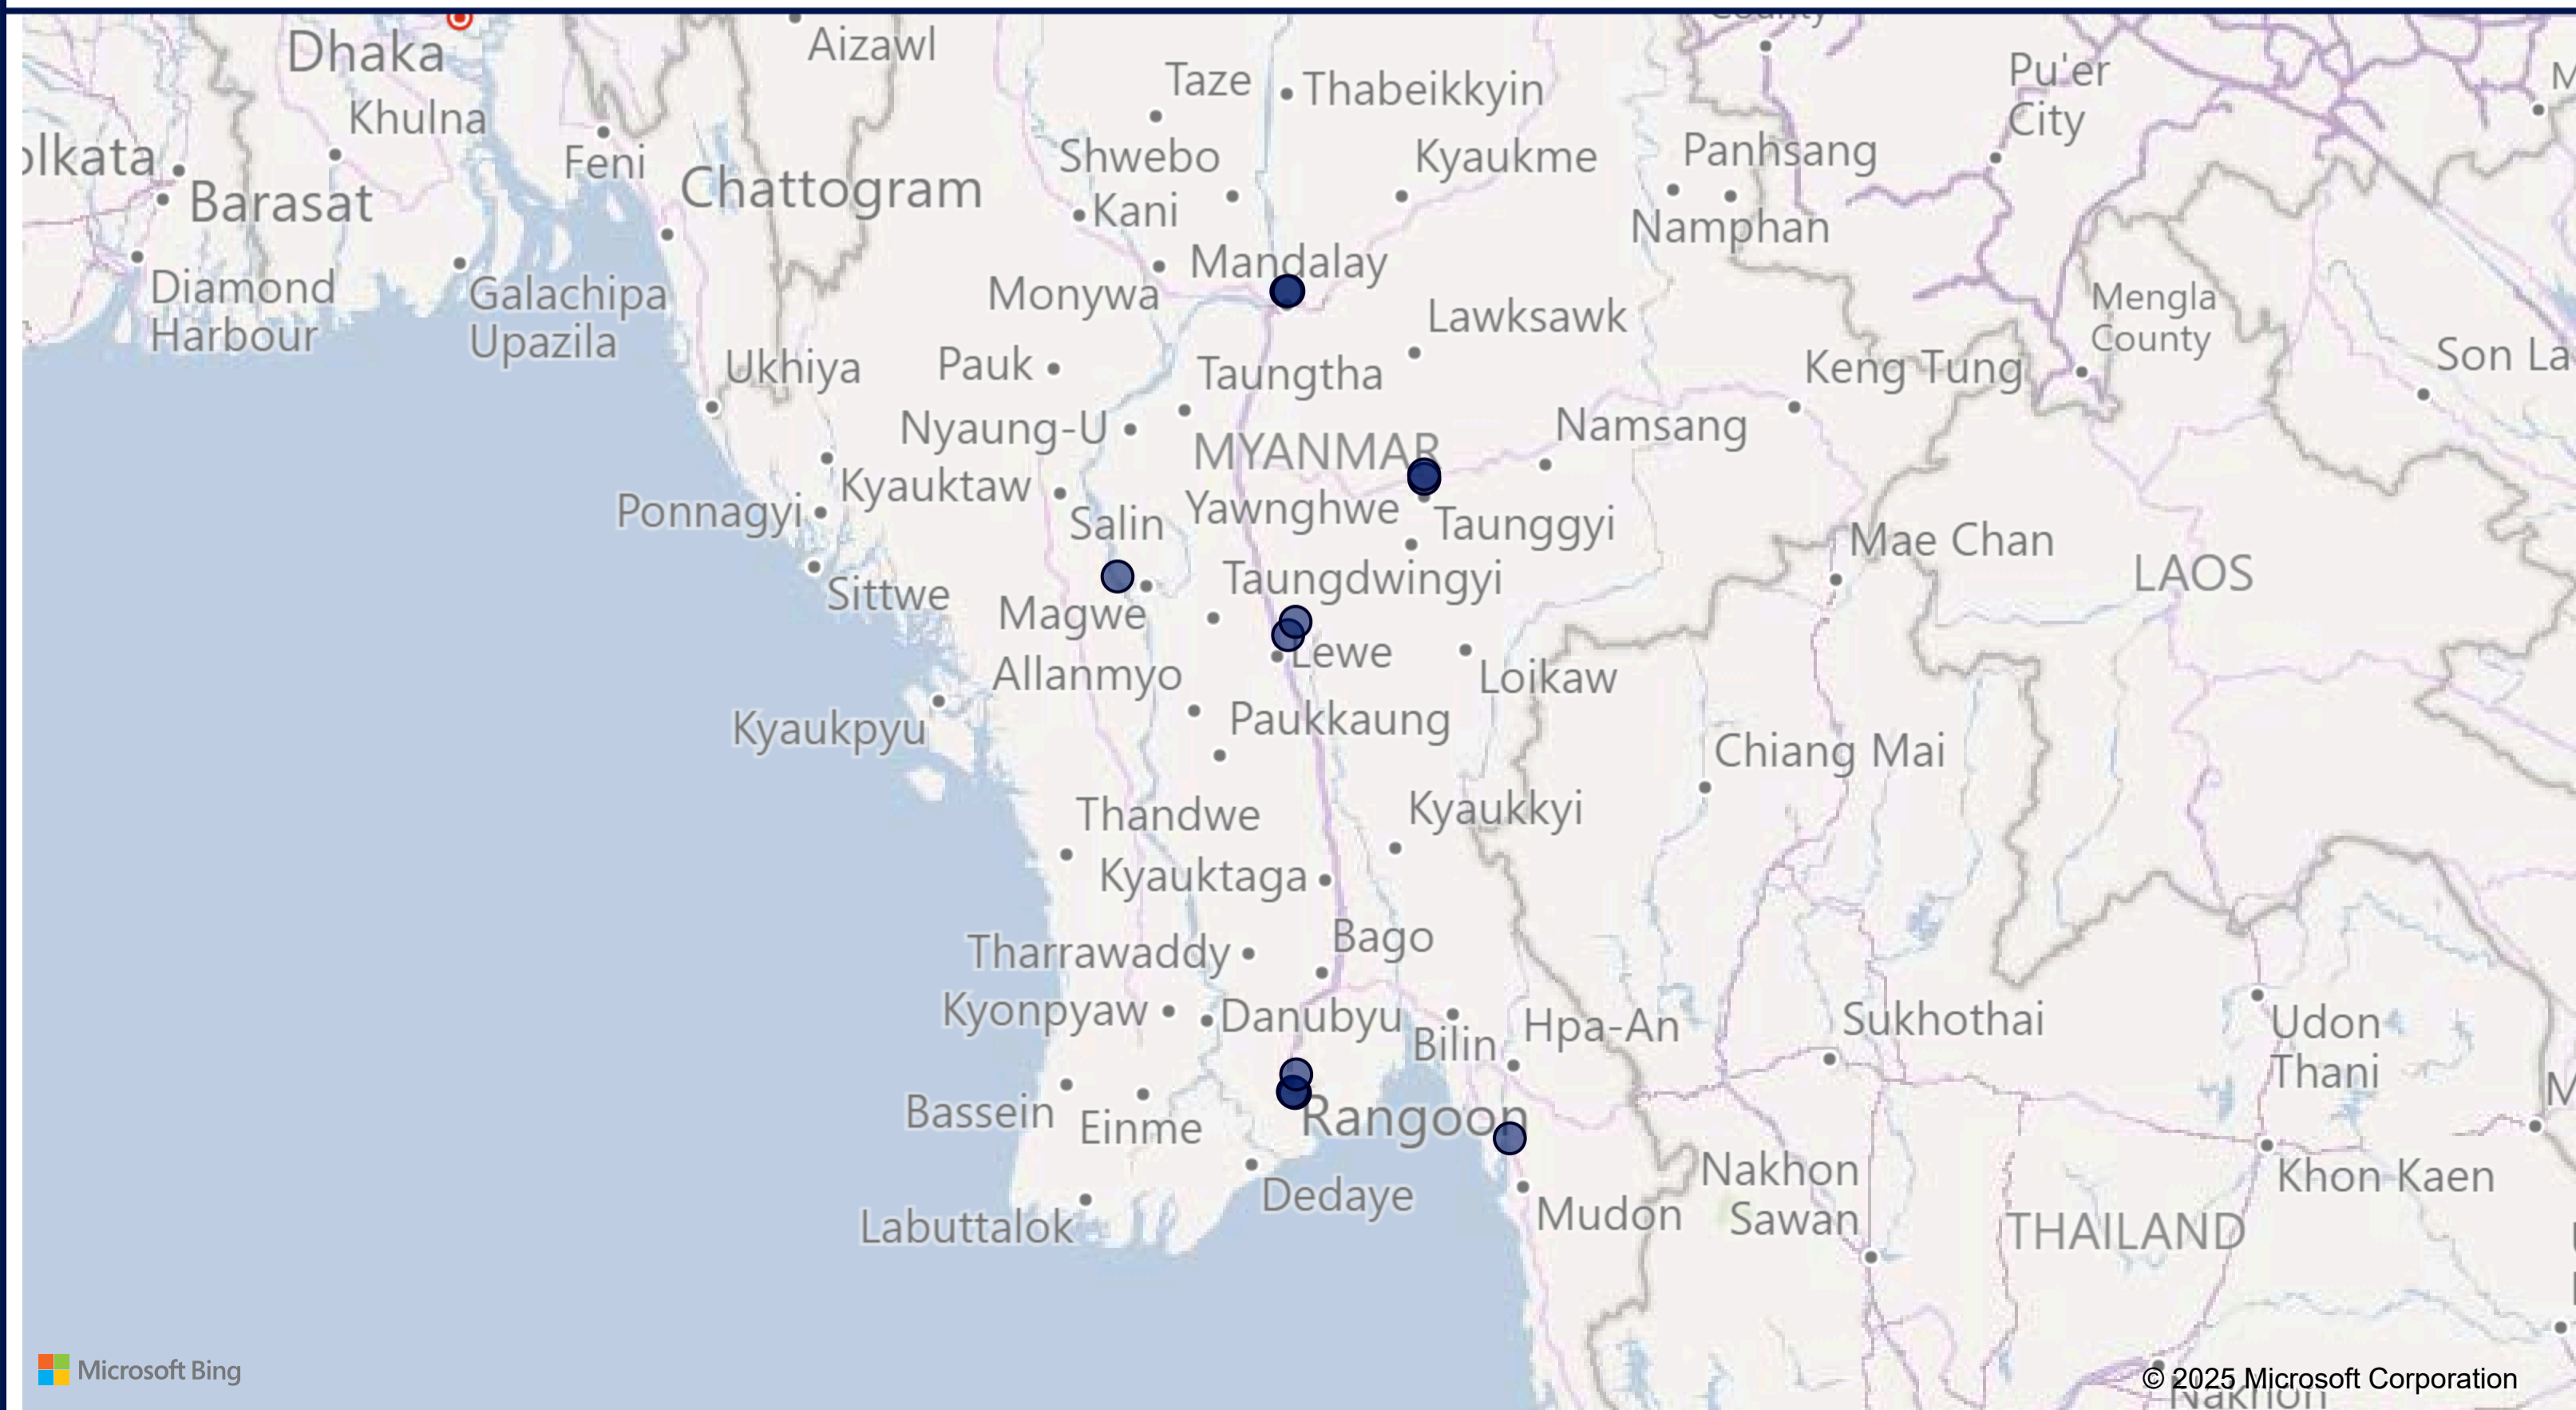 Dhaka
Aizawl
Taze
Thabeikkyin
Pu'er
City
Khulna
Feni
Shwebo
Kyaukme
Panhsang
Barasat
Chattogram
Kani
Namphan
Mandalay
Diamond
Harbour
Galachipa
Upazila
Monywa
Lawksawk
Mengla
County
Ukhiya
Pauk
Taungtha
Keng Tung
Nyaung-U
Namsang
MYANMAR
Kyauktaw
Ponnagyi
Salin
Yawnghwe
Taunggyi
Mae Chan
LAOS
Sittwe
Magwe
Taungdwingyi
Lewe
Allanmyo
Loikaw
Kyaukpyu
Paukkaung
Chiang Mai
Thandwe
Kyaukkyi
Kyauktaga
Tharrawaddy
Bago
Kyonpyaw
Danubyu
Bilin
Hpa-An
Sukhothai
Udon
Thani
Bassein
Einme
Rangoon
Dedaye
Labuttalok
Mudon
Nakhon
Sawan
Khon Kaen
THAILAND
Microsoft Bing
© 2025 Microsoft Corporation